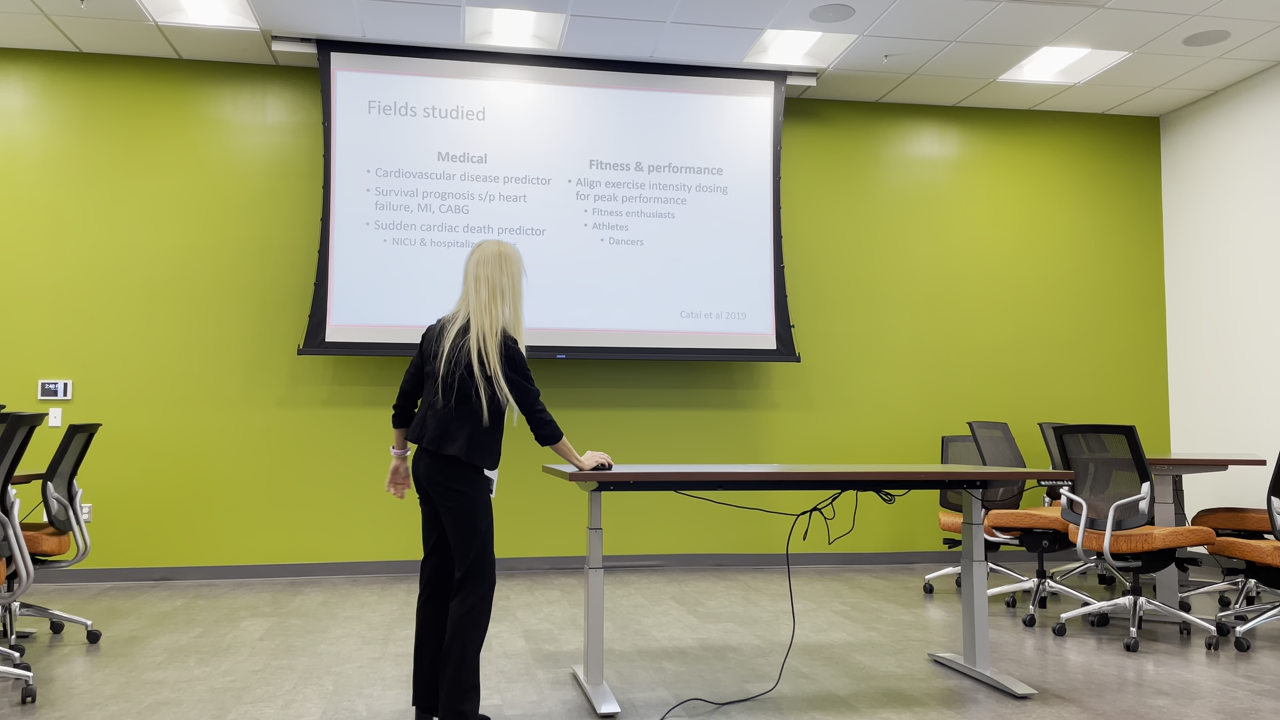 Fields studied
Medical
• Cardiovascular disease predictor
• Survival prognosis s/p heart
failure, MI, CABG
• Sudden cardiac death predictor
• NICU &
Fitness & performance
• Align exercise intensity dosing
for peak performance
• Fitness enthusiasts
• Athletes
• Dancers
Catai et al 2019